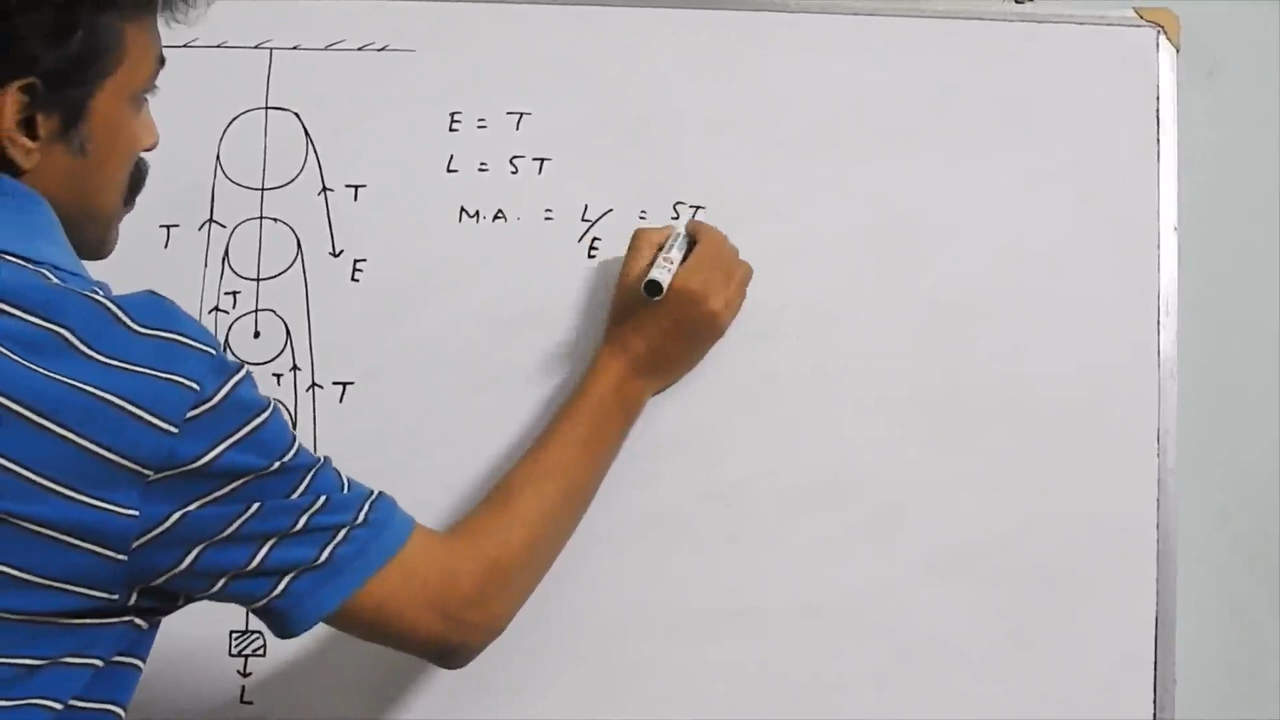 E = T
L = 5T
M.A. = L/E = 5T
T
T
E
T
T
T
L